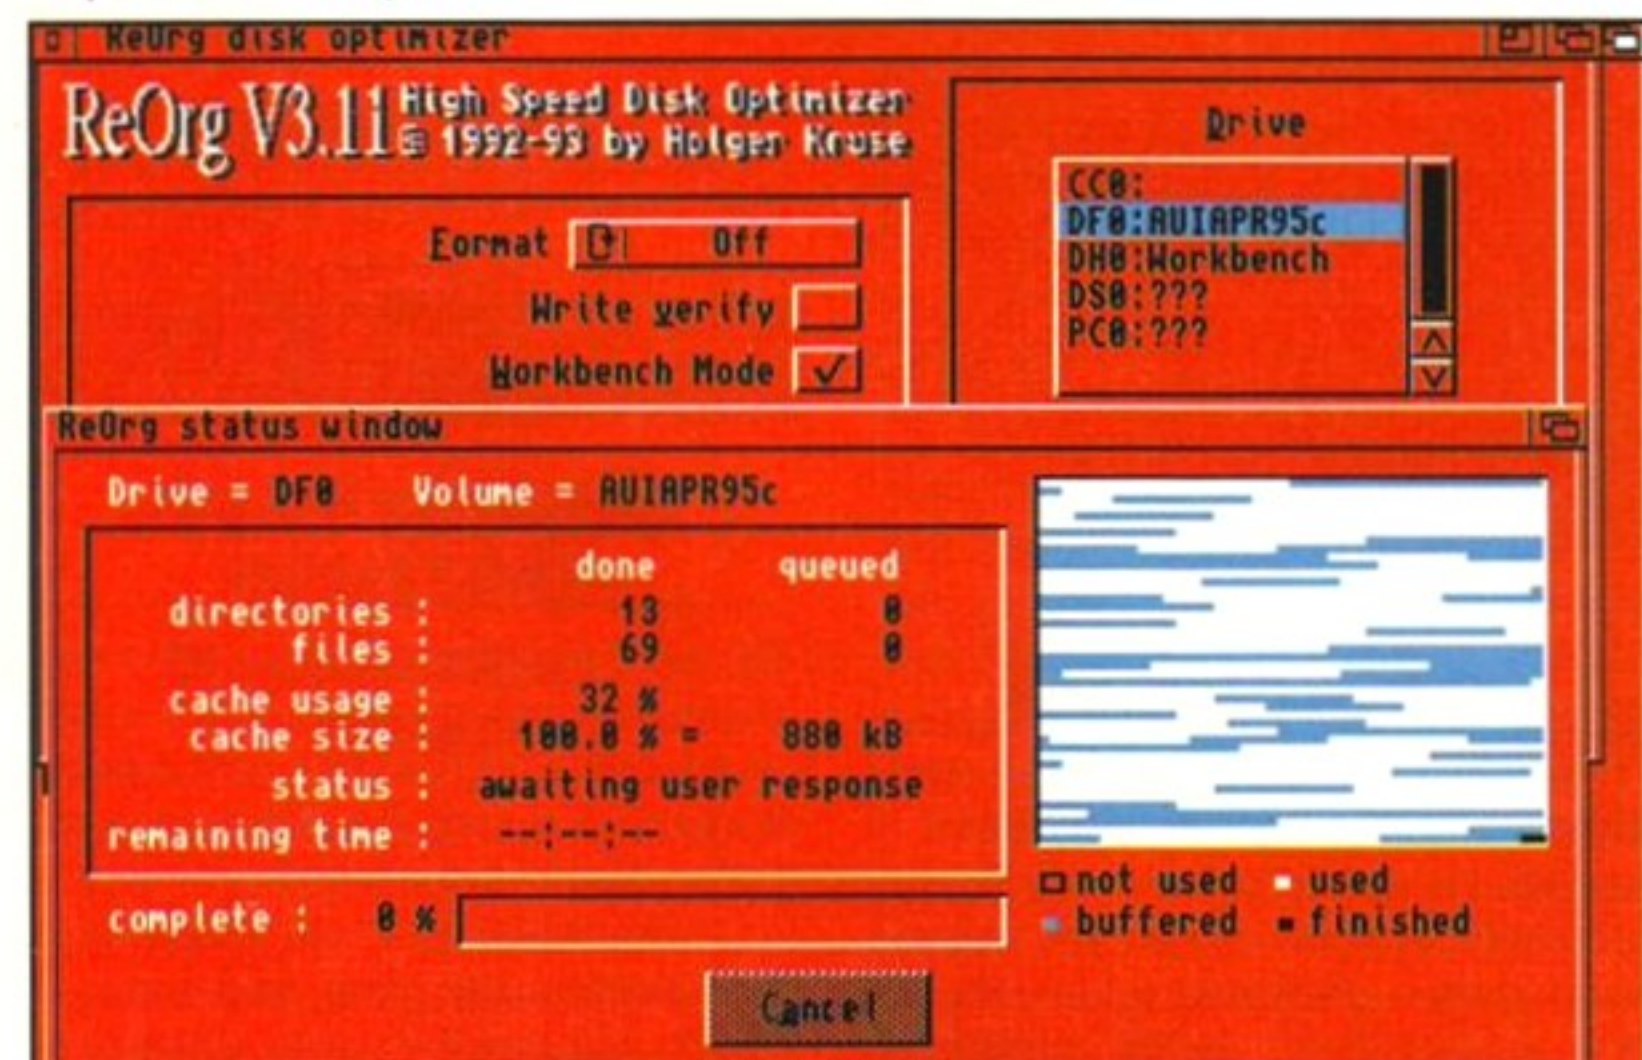 ReOrg disk optimizer
ReOrg V3.11 High Speed Disk Optimizer
© 1992-93 by Holger Kruse
Drive
CC0:
DF0:AUIAPR95c
DH0:Workbench
DS0:???
PC0:???
Format Off
Write verify
Workbench Mode
ReOrg status window
Drive = DF0 Volume = AUIAPR95c
done queued
directories : 13 0
files : 69 0
cache usage : 32 %
cache size : 100.0 % = 880 kB
status : awaiting user response
remaining time : --:--:--
complete : 0 %
not used used
buffered finished
Cancel